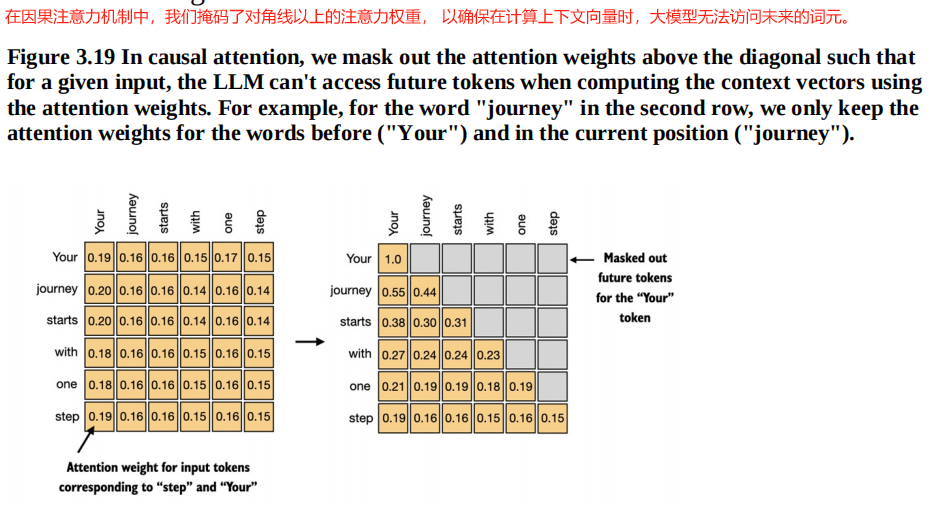 在因果注意力机制中，我们掩码了对角线以上的注意力权重， 以确保在计算上下文向量时，大模型无法访问未来的词元。
Figure 3.19 In causal attention, we mask out the attention weights above the diagonal such that
for a given input, the LLM can't access future tokens when computing the context vectors using
the attention weights. For example, for the word "journey" in the second row, we only keep the
attention weights for the words before ("Your") and in the current position ("journey").
Your journey starts with one step
Your 0.19 0.16 0.16 0.15 0.17 0.15
journey 0.20 0.16 0.16 0.14 0.16 0.14
starts 0.20 0.16 0.16 0.14 0.16 0.14
with 0.18 0.16 0.16 0.15 0.16 0.15
one 0.18 0.16 0.16 0.15 0.16 0.15
step 0.19 0.16 0.16 0.15 0.16 0.15
Attention weight for input tokens
corresponding to “step” and “Your”
Your journey starts with one step
Your 1.0
journey 0.55 0.44
starts 0.38 0.30 0.31
with 0.27 0.24 0.24 0.23
one 0.21 0.19 0.19 0.18 0.19
step 0.19 0.16 0.16 0.15 0.16 0.15
Masked out
future tokens
for the “Your”
token